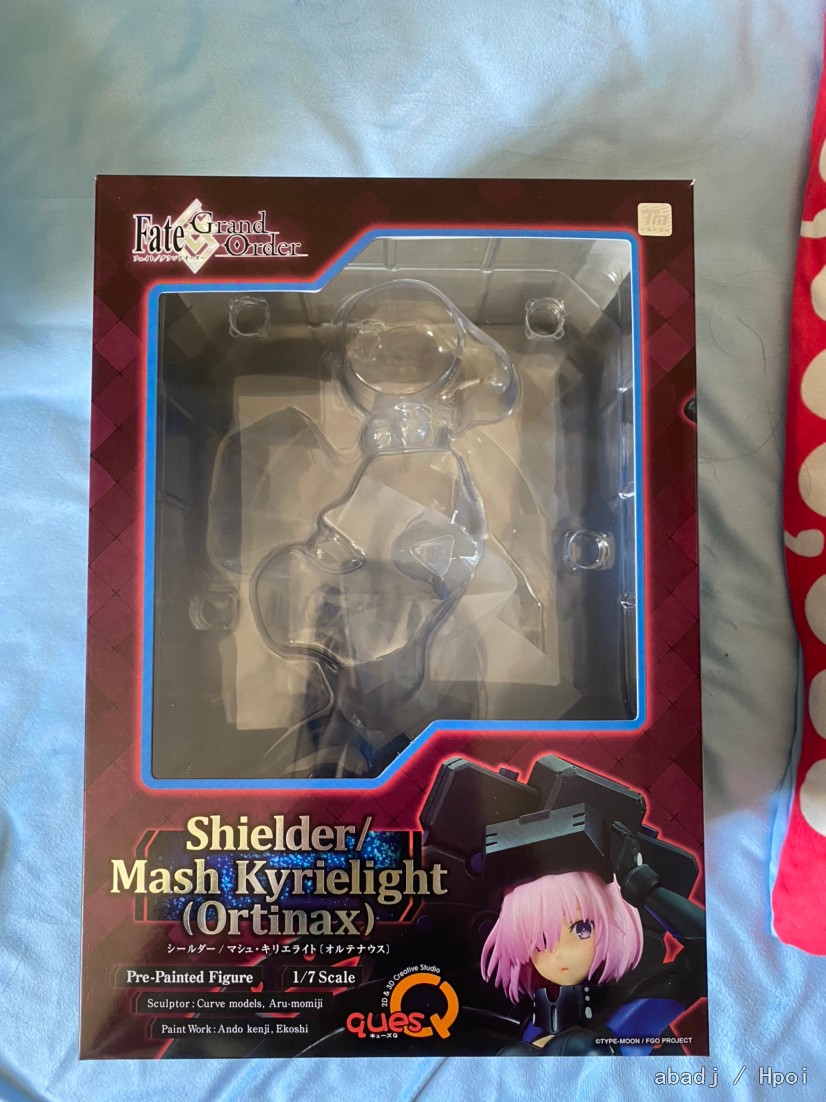 Fate
Grand
Order
フェイト/グランドオーダー
Shielder/
Mash Kyrielight
(Ortinax)
シールダー / マシュ・キリエライト〔オルテナウス〕
Pre-Painted Figure
1/7 Scale
Sculptor : Curve models, Aru-momiji
Paint Work : Ando kenji, Ekoshi
2D & 3D Creative Studio
quesQ
キューズQ
©TYPE-MOON / FGO PROJECT
abadj / Hpoi